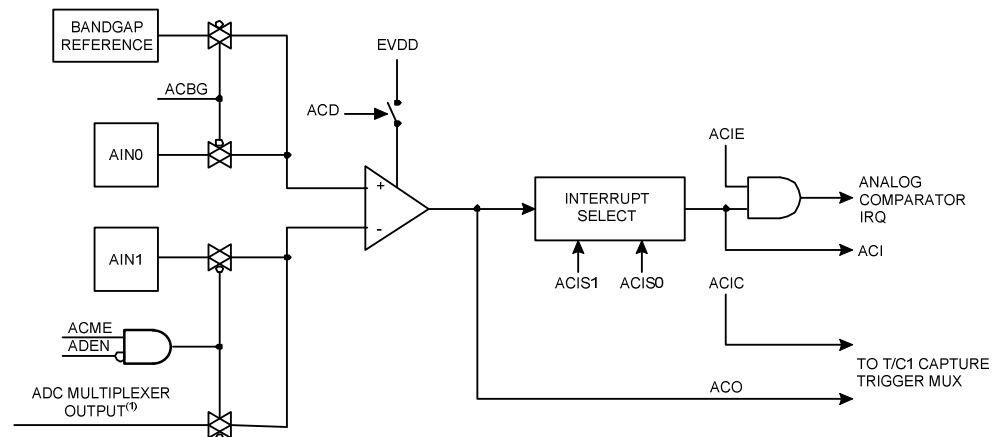 BANDGAP
REFERENCE
EVDD
ACBG
ACD
AIN0
+
-
ACIE
INTERRUPT
SELECT
ANALOG
COMPARATOR
IRQ
AIN1
ACI
ACIS1
ACIS0
ACIC
ACME
ADEN
TO T/C1 CAPTURE
TRIGGER MUX
ADC MULTIPLEXER
OUTPUT(1)
ACO